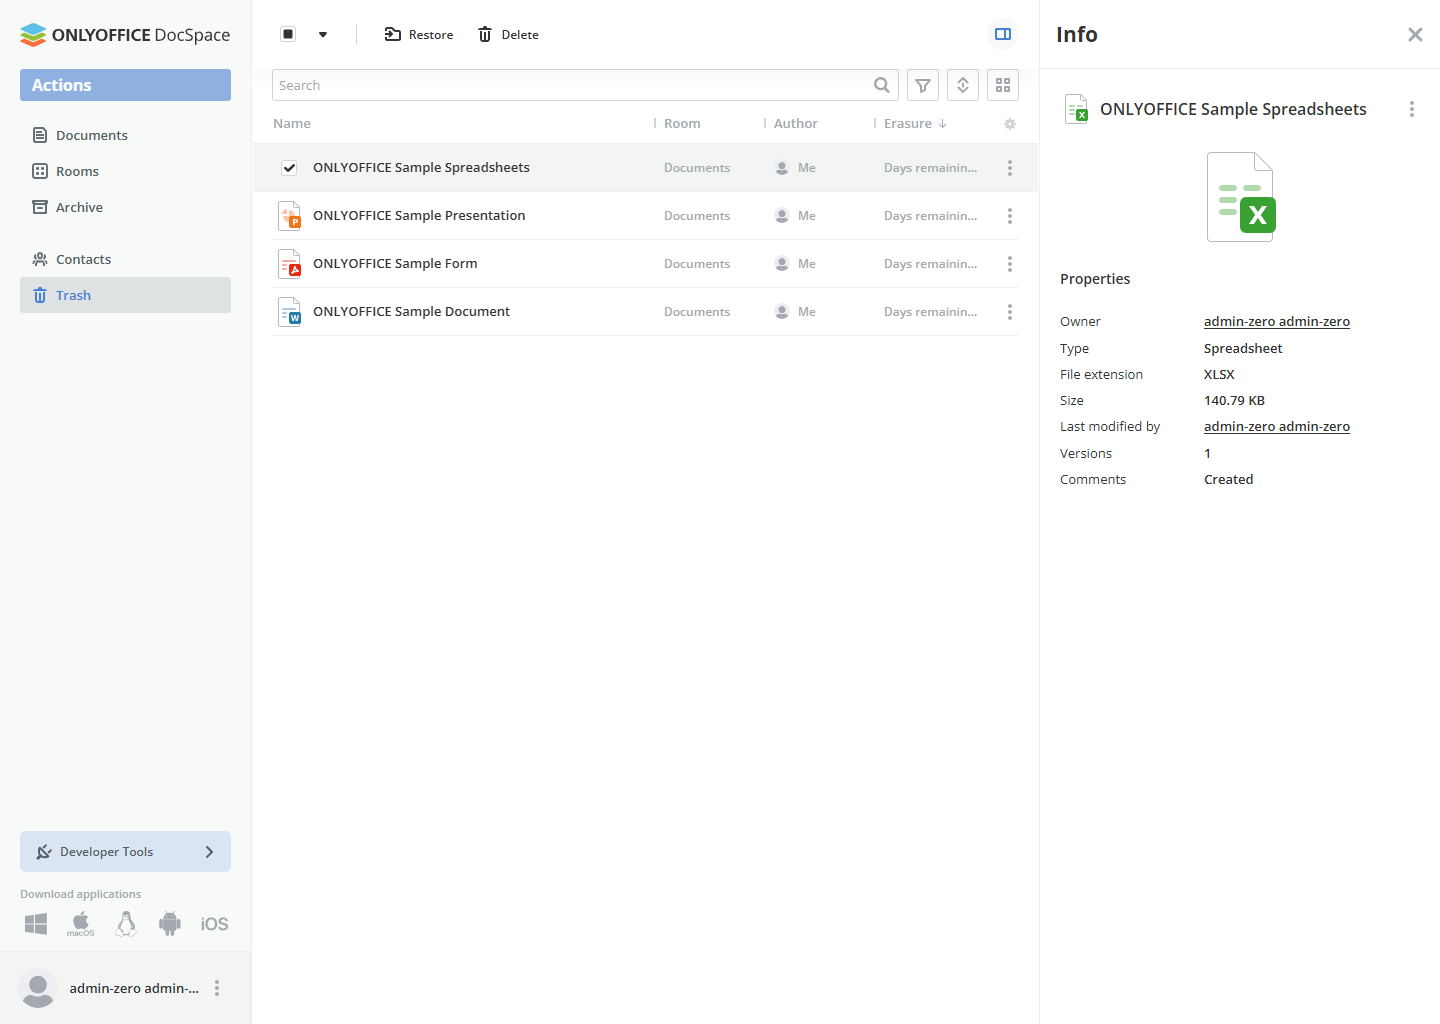 ONLYOFFICE DocSpace
Actions
Documents
Rooms
Archive
Contacts
Trash
Developer Tools
Download applications
macOS
iOS
admin-zero admin-...
Restore
Delete
Search
Name Room Author Erasure
ONLYOFFICE Sample Spreadsheets Documents Me Days remainin...
ONLYOFFICE Sample Presentation Documents Me Days remainin...
ONLYOFFICE Sample Form Documents Me Days remainin...
ONLYOFFICE Sample Document Documents Me Days remainin...
Info
ONLYOFFICE Sample Spreadsheets
X
Properties
Owner admin-zero admin-zero
Type Spreadsheet
File extension XLSX
Size 140.79 KB
Last modified by admin-zero admin-zero
Versions 1
Comments Created